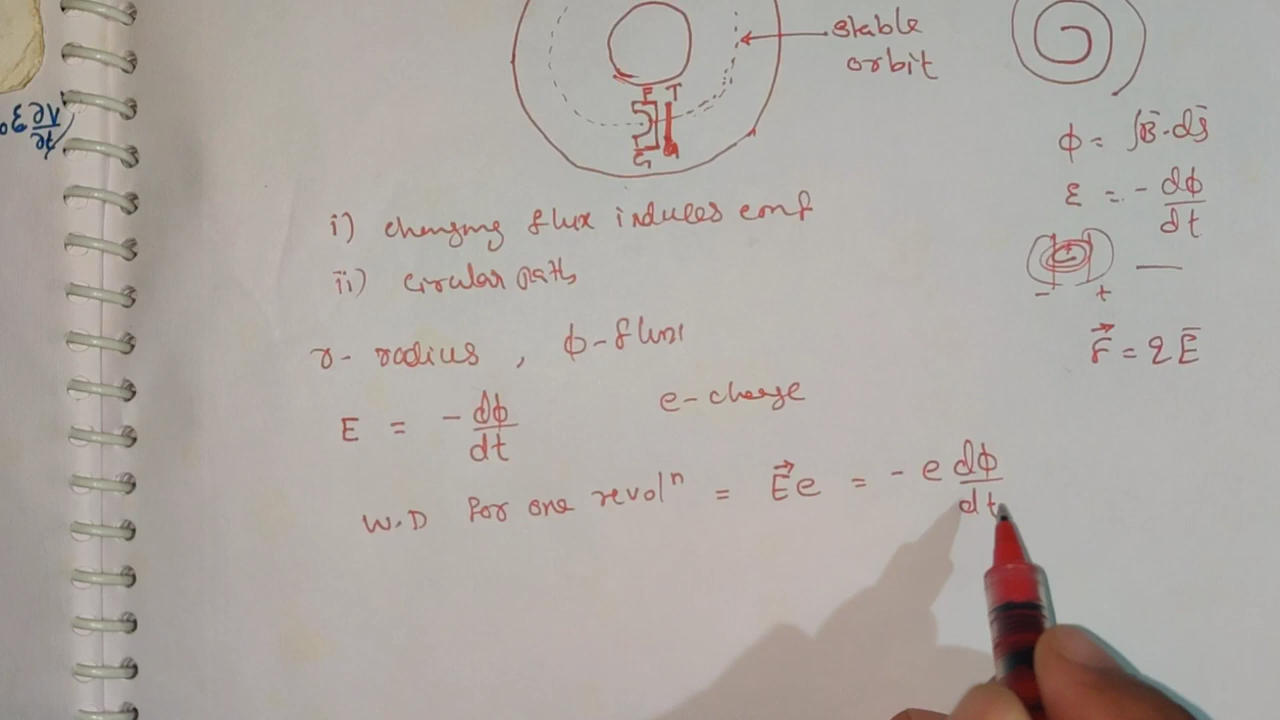 stable
orbit
F T
G
ϕ = ∫B̄·ds̄
ε = - dϕ/dt
i) changing flux induces emf
ii) circular path
- +
r- radius, ϕ-flux
F⃗ = qĒ
E = -dϕ/dt e-charge
W.D for one revolⁿ = E⃗e = - e dϕ/dt